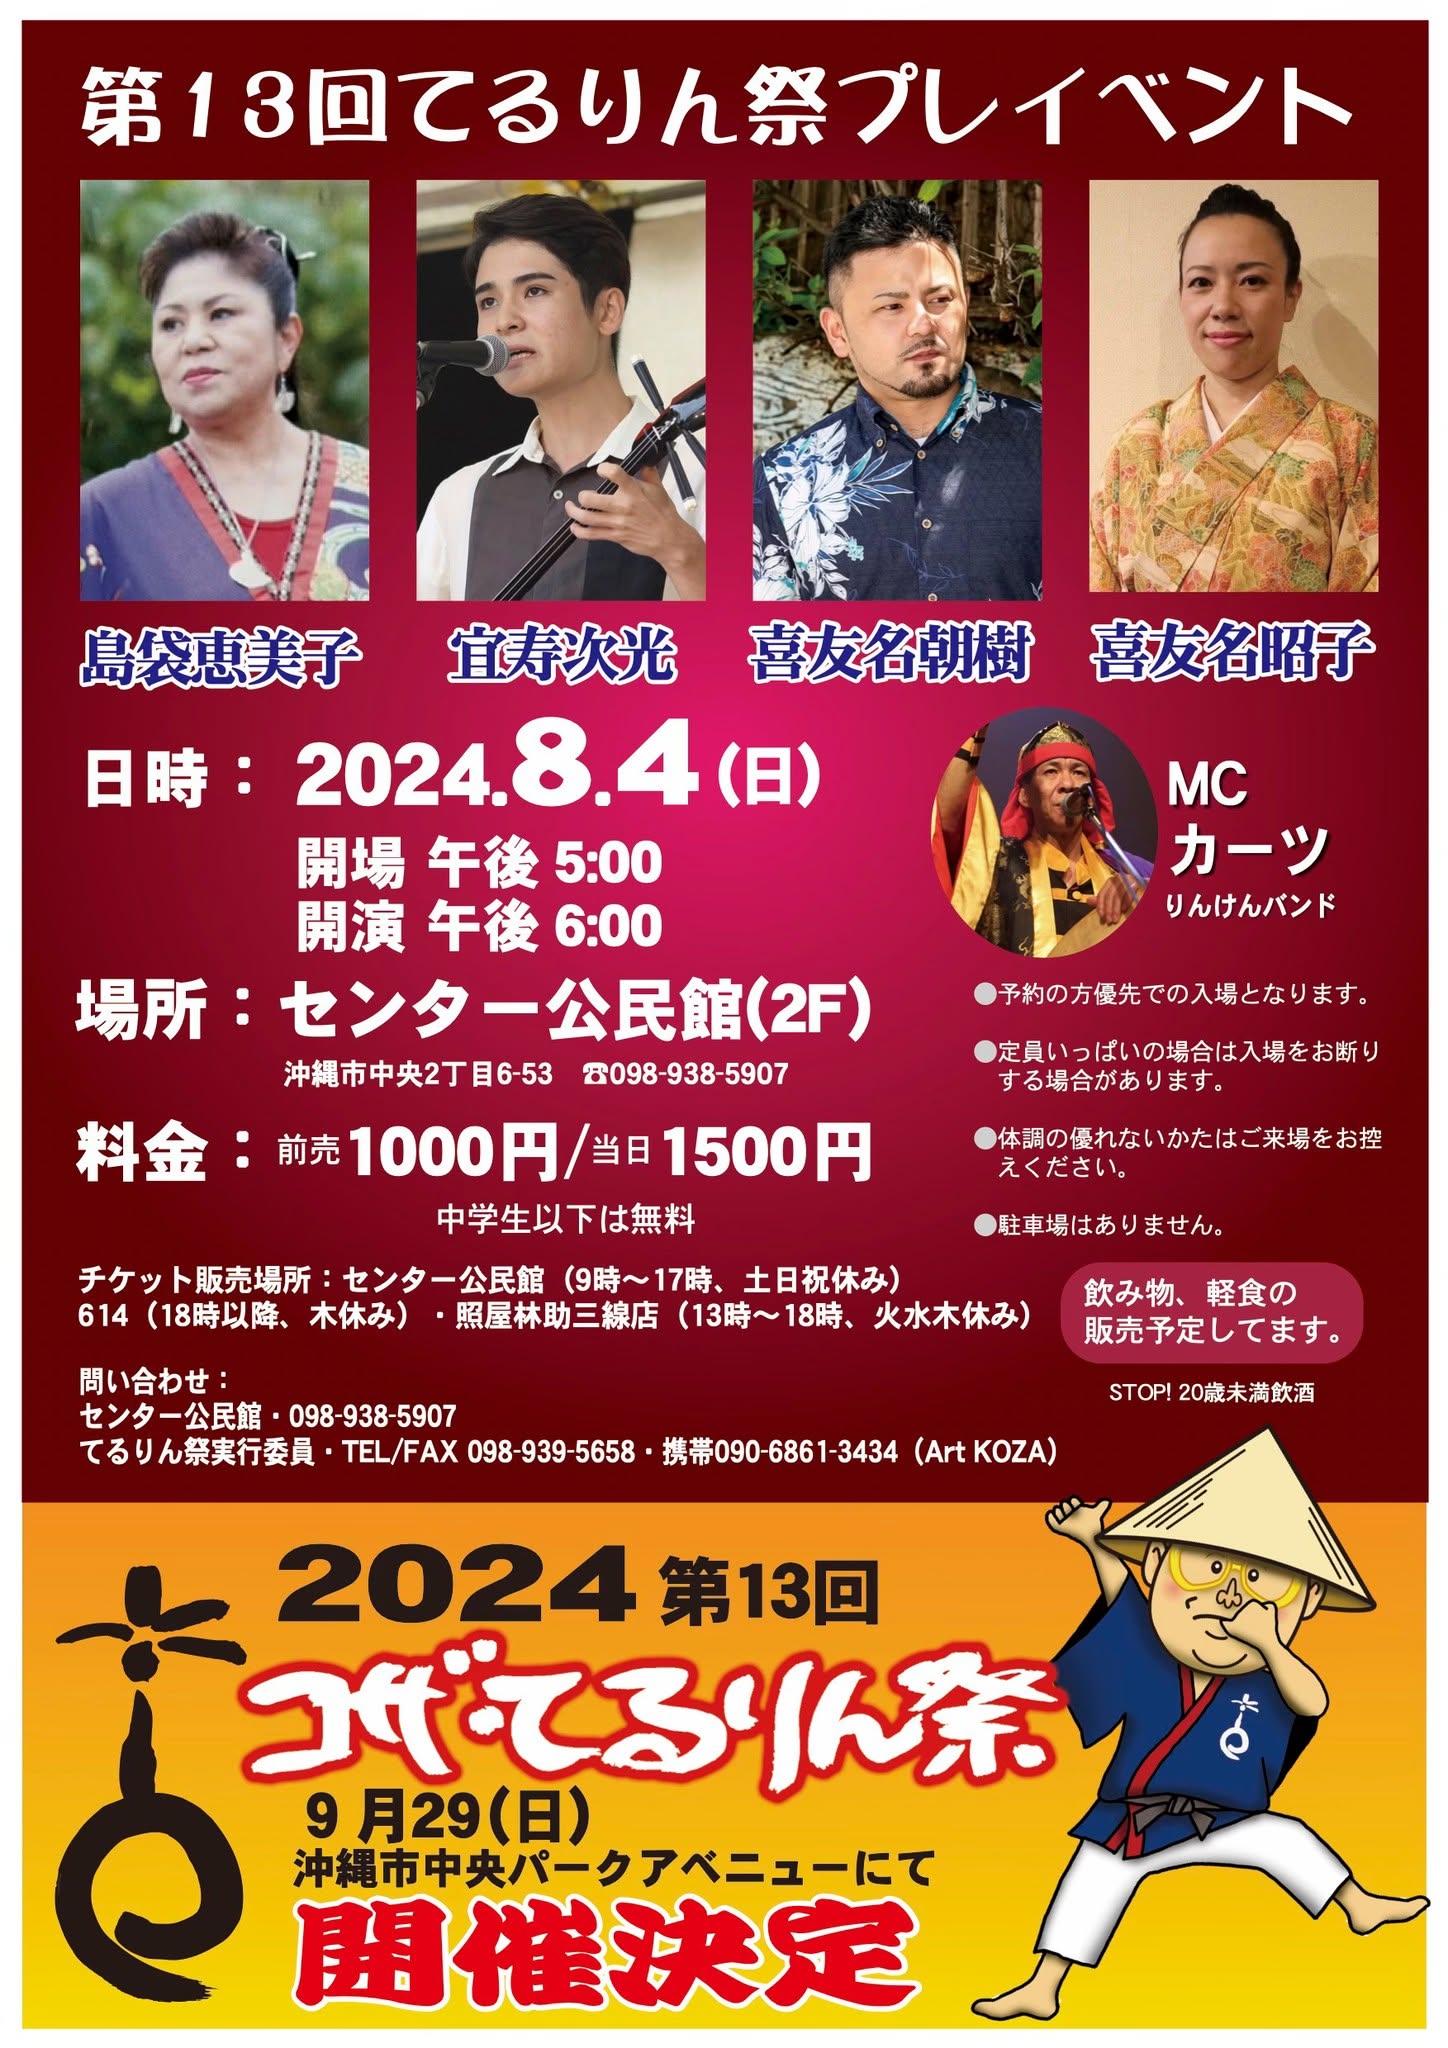 第13回てるりん祭プレイベント
島袋恵美子
宜寿次光
喜友名朝樹
喜友名昭子
日時： 2024.8.4（日）
開場 午後 5:00
開演 午後 6:00
MC
カーツ
りんけんバンド
場所：センター公民館(2F)
沖縄市中央2丁目6-53 ☎098-938-5907
料金：前売1000円/当日1500円
中学生以下は無料
●予約の方優先での入場となります。
●定員いっぱいの場合は入場をお断り
する場合があります。
●体調の優れないかたはご来場をお控
えください。
●駐車場はありません。
チケット販売場所：センター公民館（9時〜17時、土日祝休み）
614（18時以降、木休み）・照屋林助三線店（13時〜18時、火水木休み）
飲み物、軽食の
販売予定してます。
STOP! 20歳未満飲酒
問い合わせ：
センター公民館・098-938-5907
てるりん祭実行委員・TEL/FAX 098-939-5658・携帯090-6861-3434（Art KOZA）
2024 第13回
コザ・てるりん祭
9月29(日)
沖縄市中央パークアベニューにて
開催決定